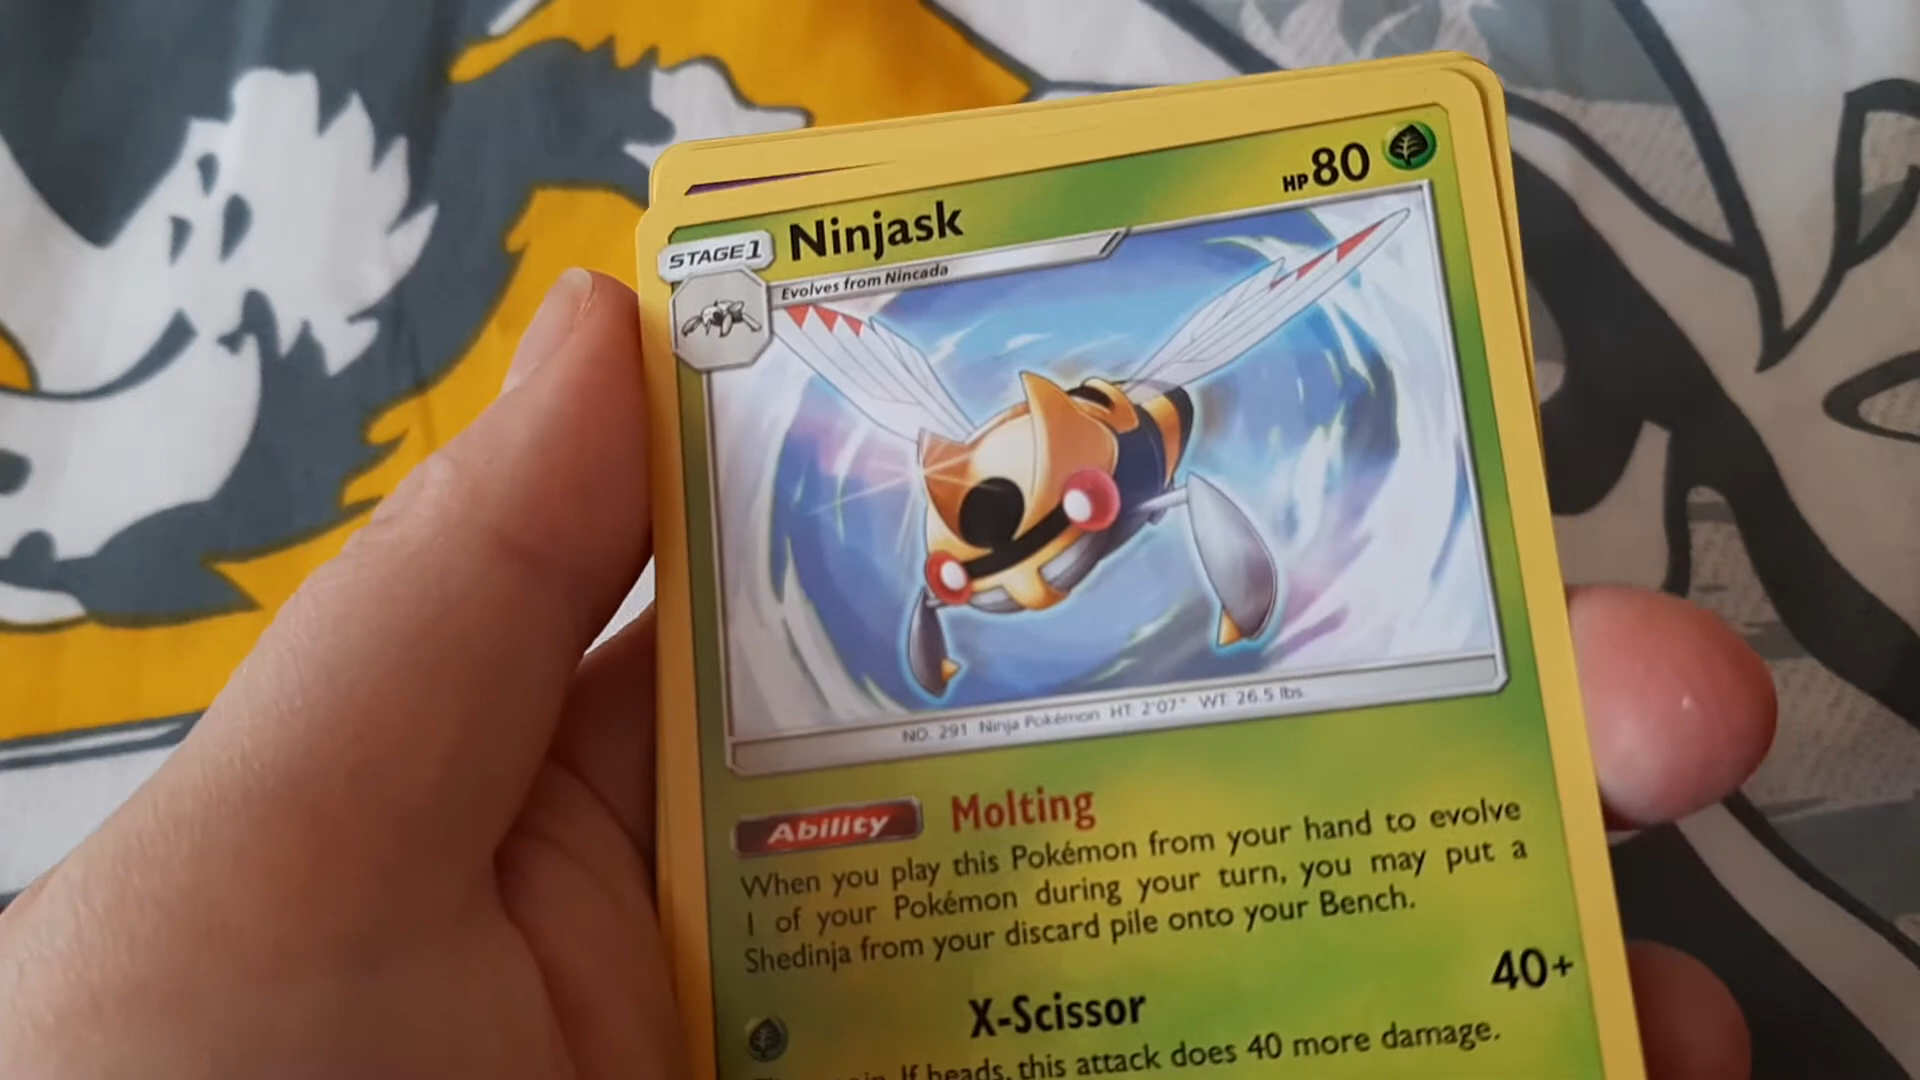 HP 80
STAGE 1 Ninjask
Evolves from Nincada
NO. 291 Ninja Pokémon HT: 2'07" WT: 26.5 lbs.
Ability Molting
When you play this Pokémon from your hand to evolve
1 of your Pokémon during your turn, you may put a
Shedinja from your discard pile onto your Bench.
X-Scissor 40+
If heads, this attack does 40 more damage.